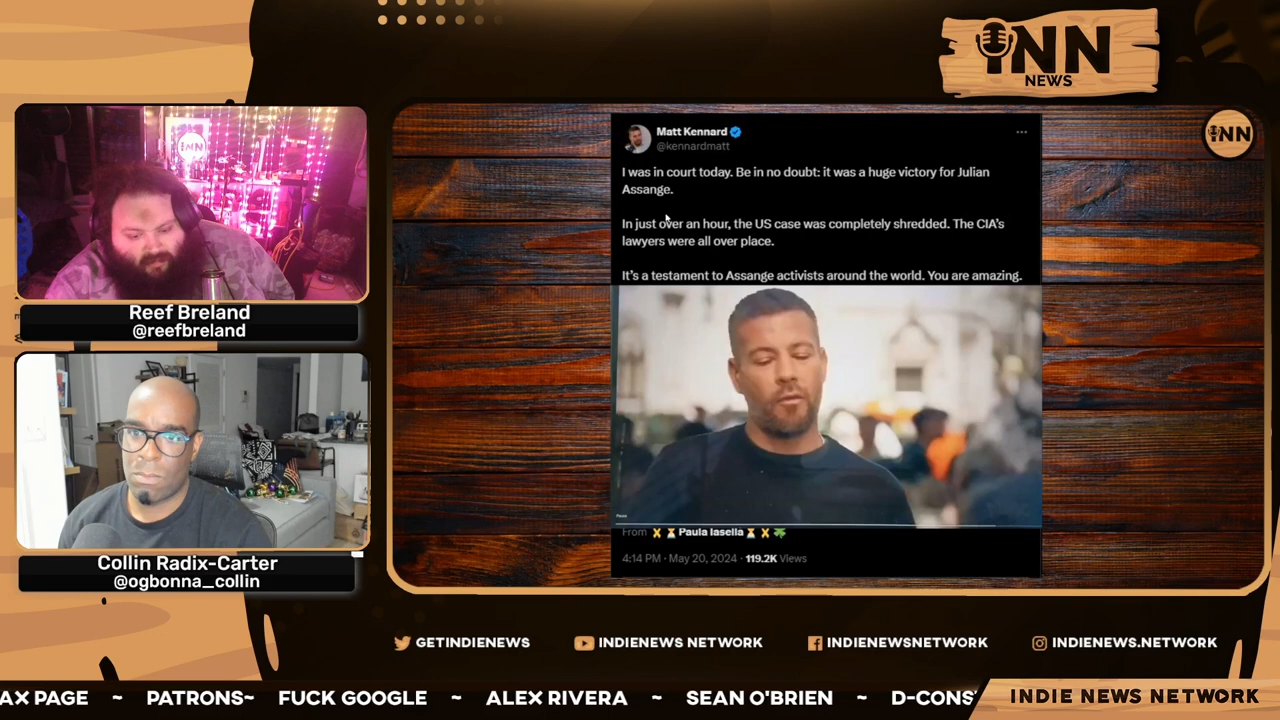 INN
NEWS
INN
INN
Matt Kennard
@kennardmatt
I was in court today. Be in no doubt: it was a huge victory for Julian
Assange.
In just over an hour, the US case was completely shredded. The CIA's
lawyers were all over place.
It's a testament to Assange activists around the world. You are amazing.
From Paula Iasella
4:14 PM · May 20, 2024 · 119.2K Views
Reef Breland
@reefbreland
Collin Radix-Carter
@ogbonna_collin
GETINDIENEWS
INDIENEWS NETWORK
INDIENEWSNETWORK
INDIENEWS.NETWORK
AX PAGE ~ PATRONS~ FUCK GOOGLE ~ ALEX RIVERA ~ SEAN O'BRIEN ~ D-CONS
INDIE NEWS NETWORK